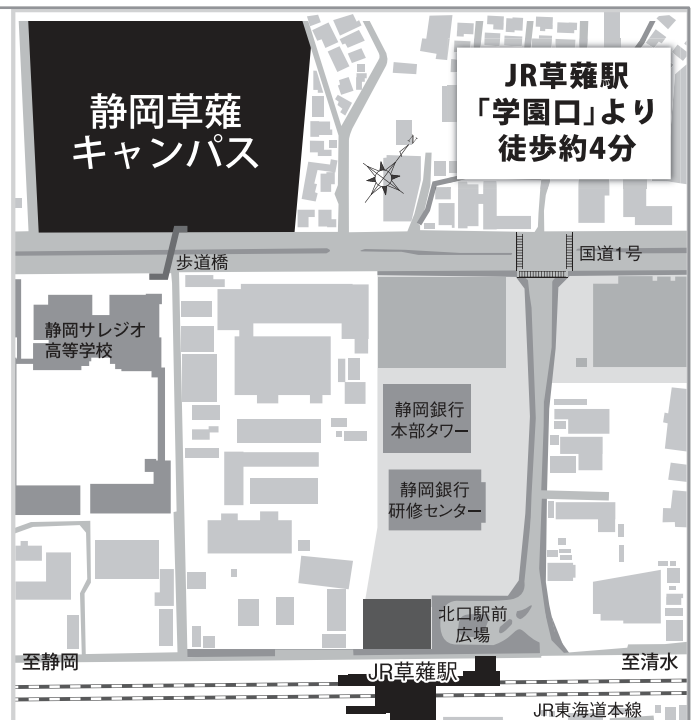 静岡草薙
キャンパス
JR草薙駅
「学園口」より
徒歩約4分
N
歩道橋
国道1号
静岡サレジオ
高等学校
静岡銀行
本部タワー
静岡銀行
研修センター
北口駅前
広場
至静岡
JR草薙駅
至清水
JR東海道本線